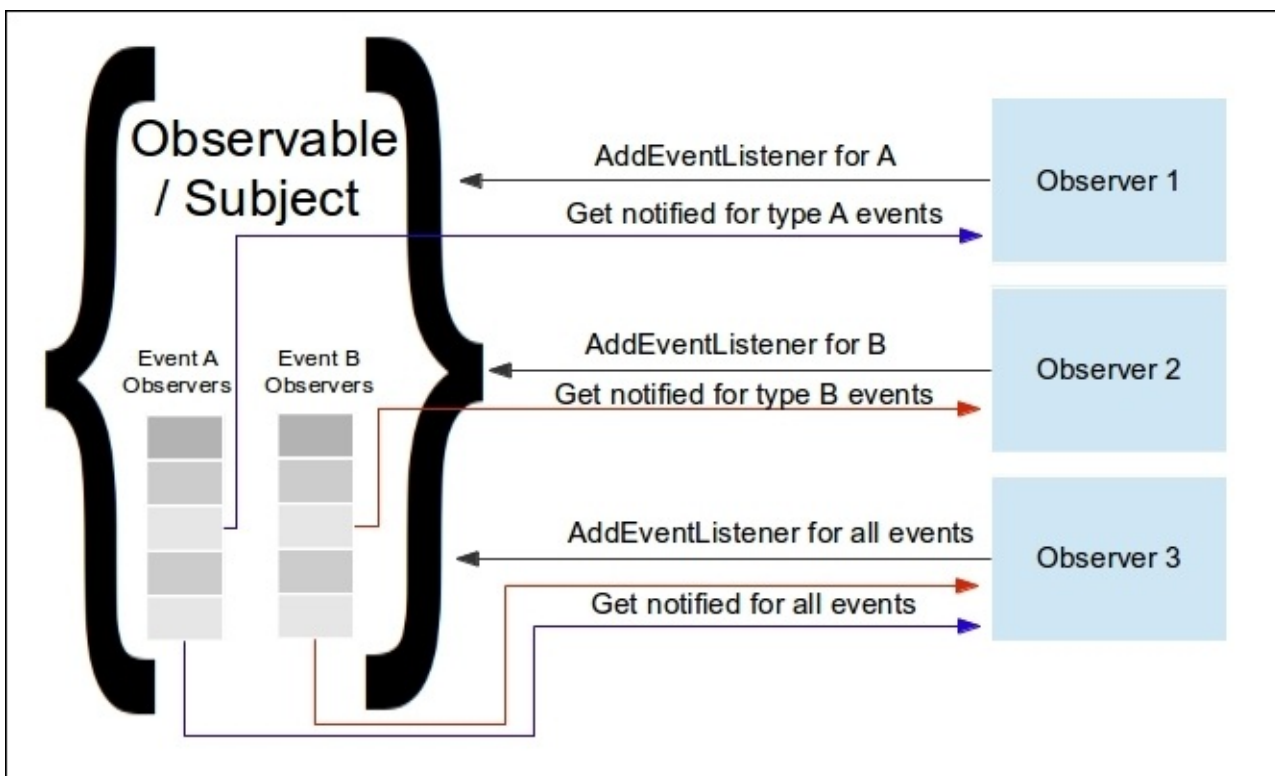 Observable
/ Subject
Event A
Observers
Event B
Observers
AddEventListener for A
Get notified for type A events
Observer 1
AddEventListener for B
Get notified for type B events
Observer 2
AddEventListener for all events
Get notified for all events
Observer 3